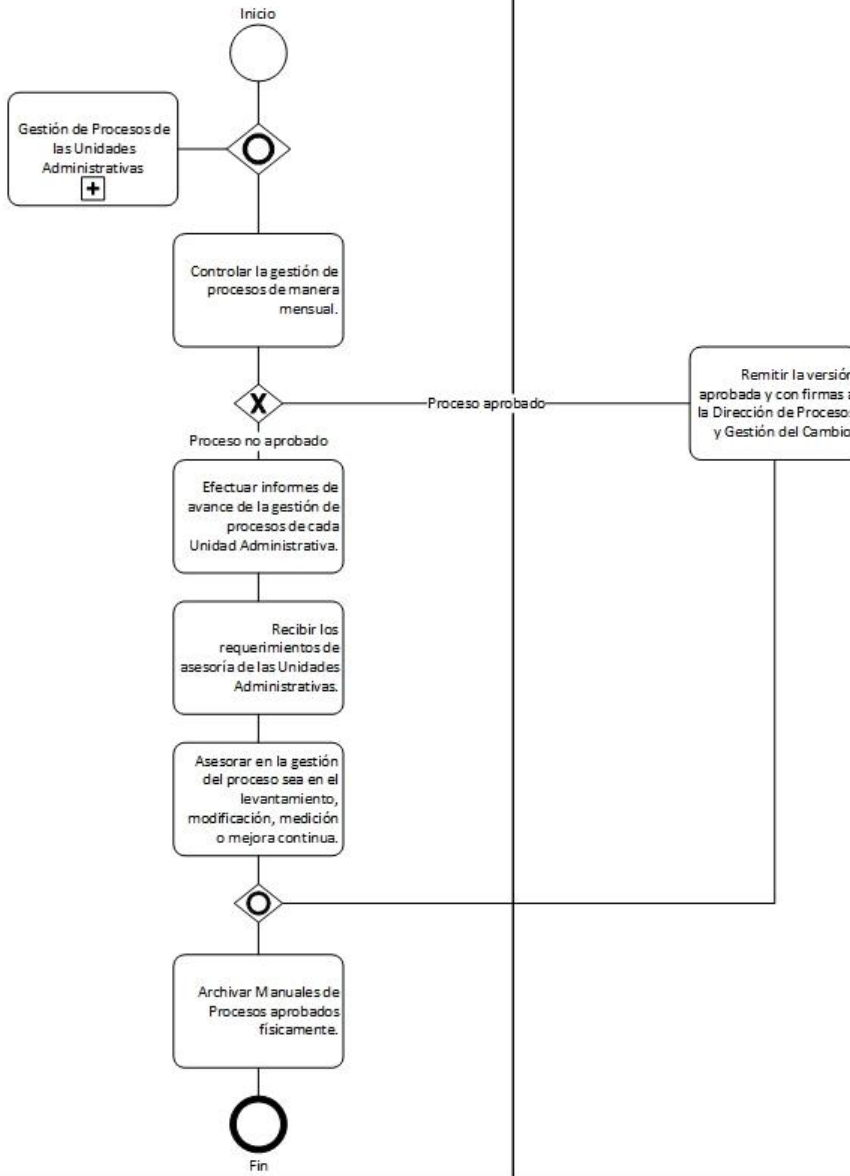 Inicio
Gestión de Procesos de
las Unidades
Administrativas
Controlar la gestión de
procesos de manera
mensual.
Proceso aprobado
Remitir la versión
aprobada y con firmas a
la Dirección de Procesos
y Gestión del Cambio
Proceso no aprobado
Efectuar informes de
avance de la gestión de
procesos de cada
Unidad Administrativa.
Recibir los
requerimientos de
asesoría de las Unidades
Administrativas.
Asesorar en la gestión
del proceso sea en el
levantamiento,
modificación, medición
o mejora continua.
Archivar Manuales de
Procesos aprobados
físicamente.
Fin